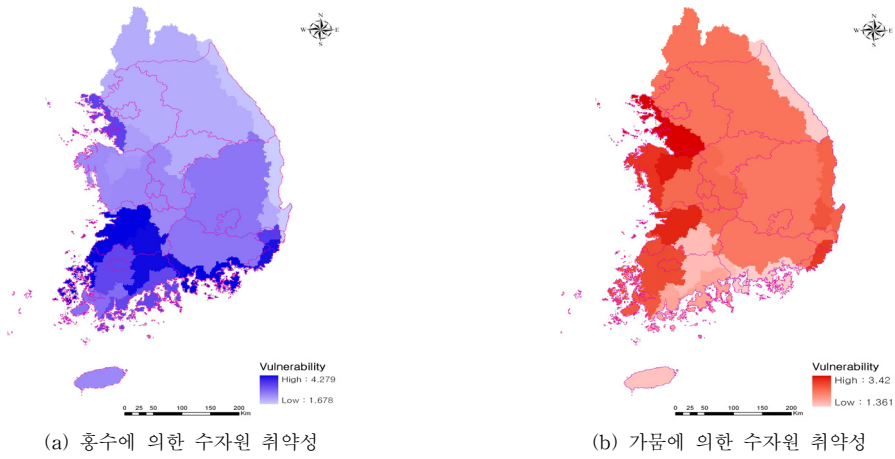 N
W E
S
Vulnerability
High : 4.279
Low : 1.678
0 25 50 100 150 200
Km
(a) 홍수에 의한 수자원 취약성
N
W E
S
Vulnerability
High : 3.42
Low : 1.361
0 25 50 100 150 200
Km
(b) 가뭄에 의한 수자원 취약성